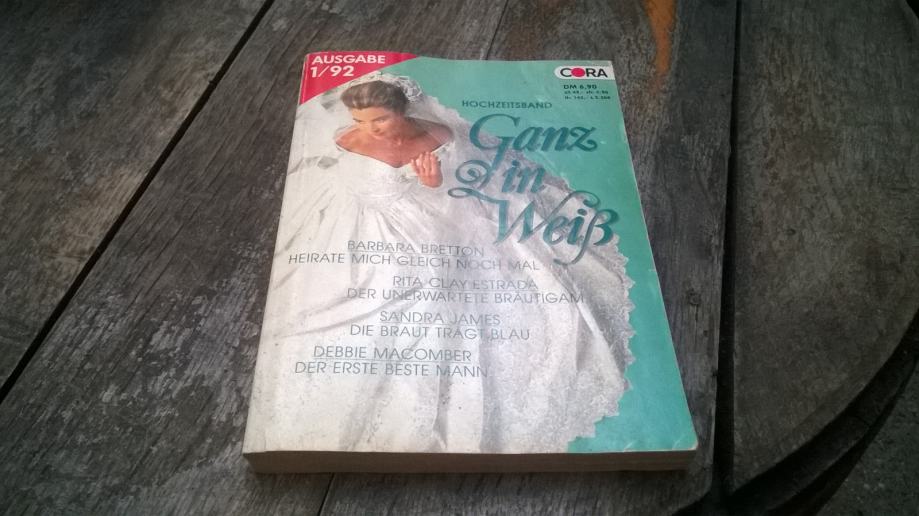 AUSGABE
1/92
CORA
DM 6,90
HOCHZEITSBAND
Ganz
in
Weiß
BARBARA BRETTON
HEIRATE MICH GLEICH NOCH MAL
RITA CLAY ESTRADA
DER UNERWARTETE BRÄUTIGAM
SANDRA JAMES
DIE BRAUT TRÄGT BLAU
DEBBIE MACOMBER
DER ERSTE BESTE MANN